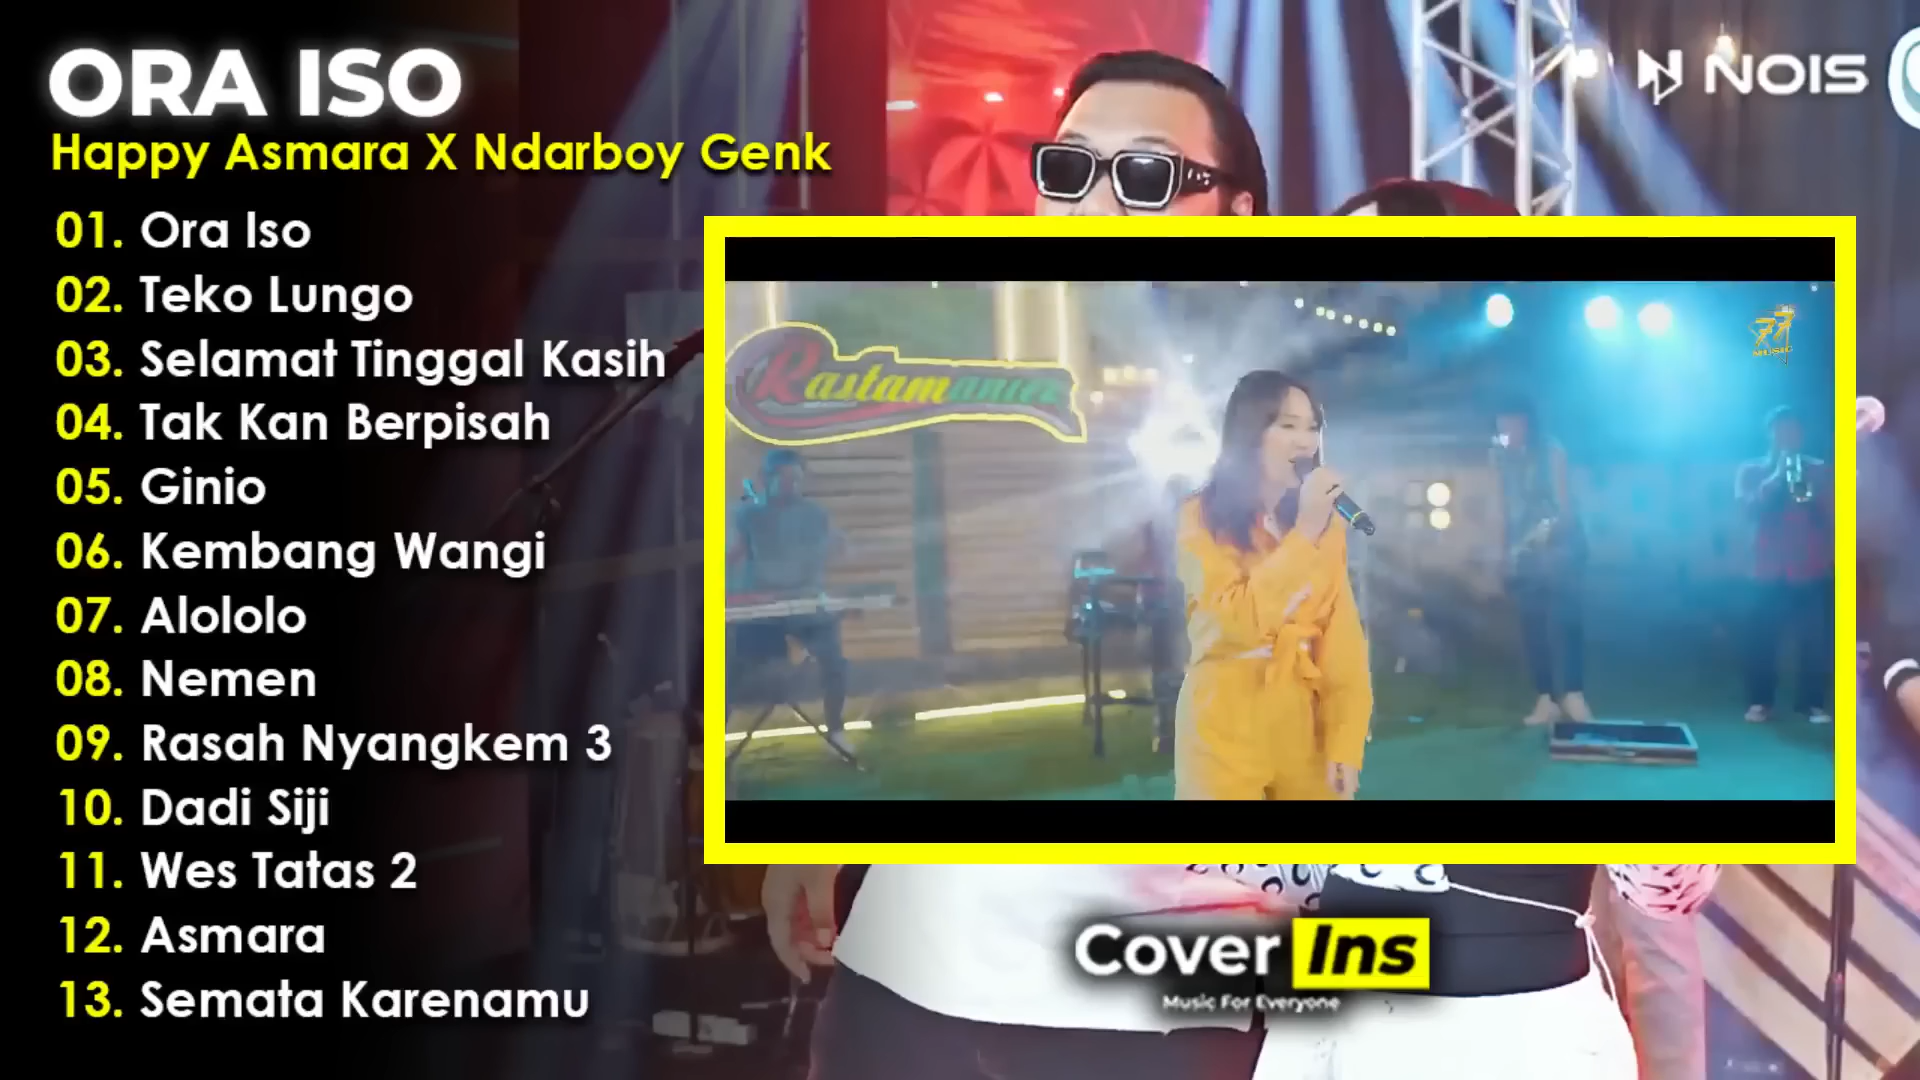 ORA ISO
Happy Asmara X Ndarboy Genk
01. Ora Iso
02. Teko Lungo
03. Selamat Tinggal Kasih
04. Tak Kan Berpisah
05. Ginio
06. Kembang Wangi
07. Alololo
08. Nemen
09. Rasah Nyangkem 3
10. Dadi Siji
11. Wes Tatas 2
12. Asmara
13. Semata Karenamu
NOIS
Rastamaniez
MUSIC
Cover Ins
Music For Everyone